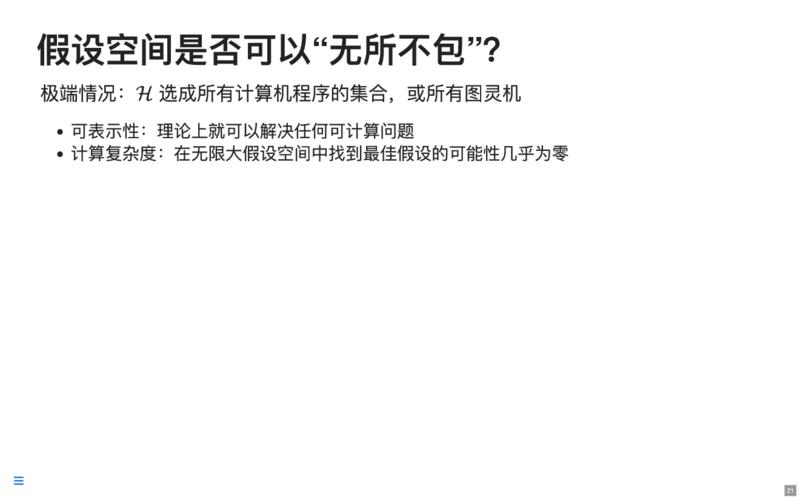 假设空间是否可以“无所不包”？
极端情况：ℋ 选成所有计算机程序的集合，或所有图灵机
• 可表示性：理论上就可以解决任何可计算问题
• 计算复杂度：在无限大假设空间中找到最佳假设的可能性几乎为零
21